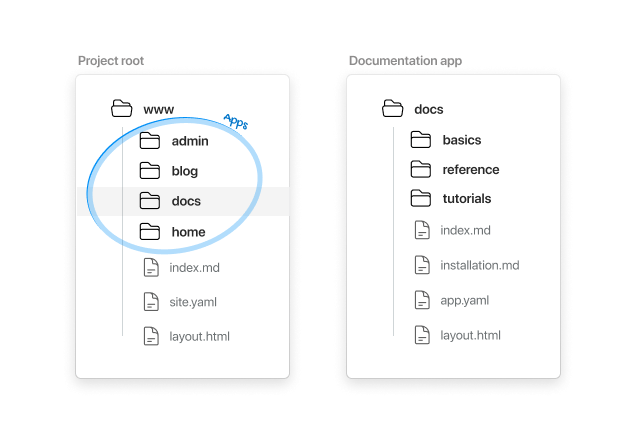 Project root
www
Apps
admin
blog
docs
home
index.md
site.yaml
layout.html
Documentation app
docs
basics
reference
tutorials
index.md
installation.md
app.yaml
layout.html